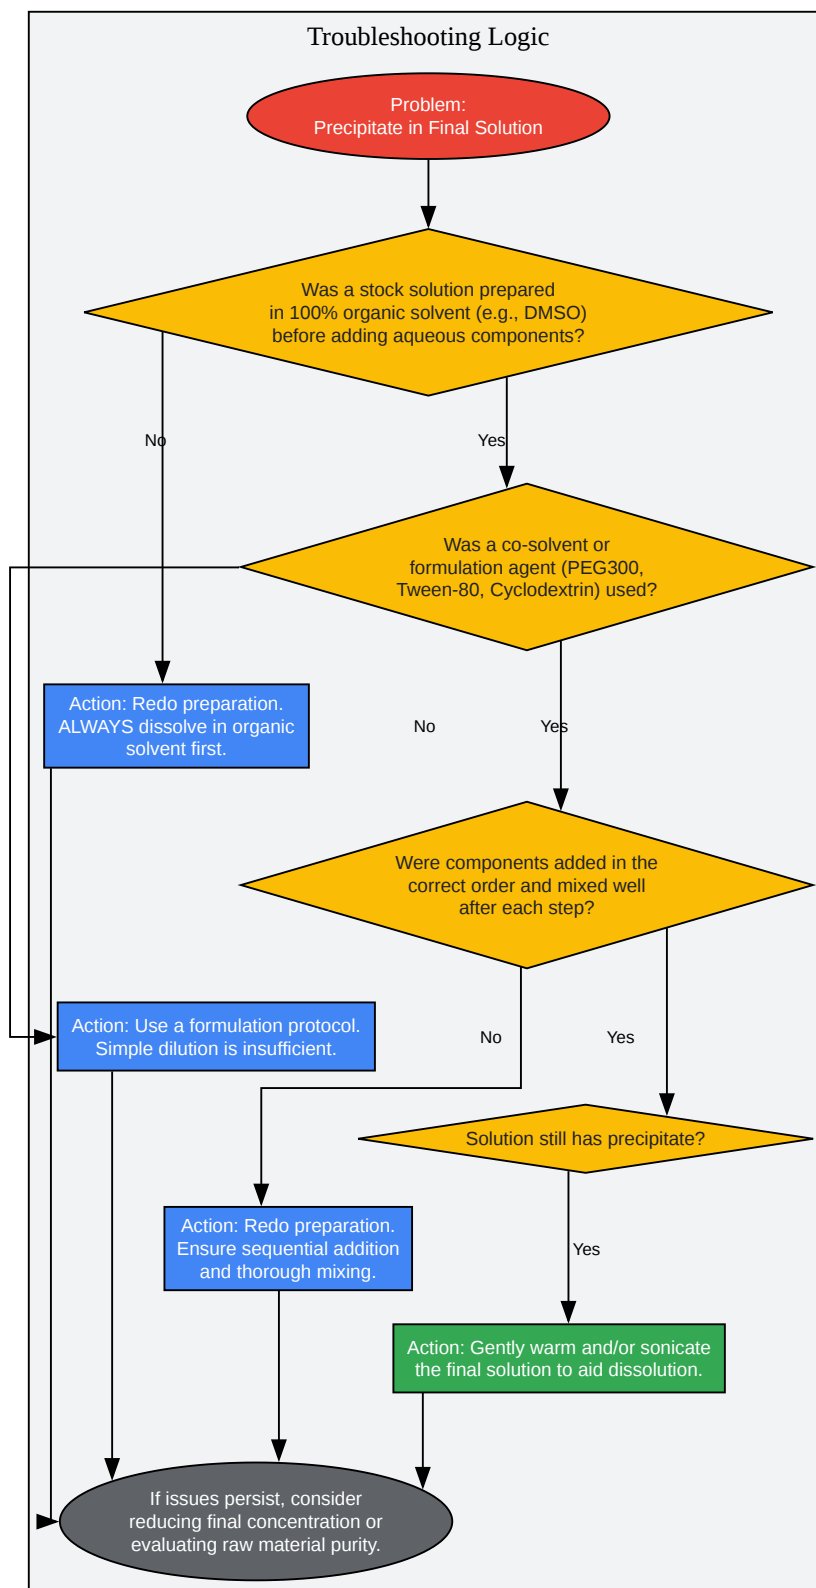 Troubleshooting Logic
Problem:
Precipitate in Final Solution
Was a stock solution prepared
in 100% organic solvent (e.g., DMSO)
before adding aqueous components?
No
Yes
Was a co-solvent or
formulation agent (PEG300,
Tween-80, Cyclodextrin) used?
Action: Redo preparation.
ALWAYS dissolve in organic
solvent first.
No
Yes
Were components added in the
correct order and mixed well
after each step?
Action: Use a formulation protocol.
Simple dilution is insufficient.
No
Yes
Solution still has precipitate?
Action: Redo preparation.
Ensure sequential addition
and thorough mixing.
Yes
Action: Gently warm and/or sonicate
the final solution to aid dissolution.
If issues persist, consider
reducing final concentration or
evaluating raw material purity.